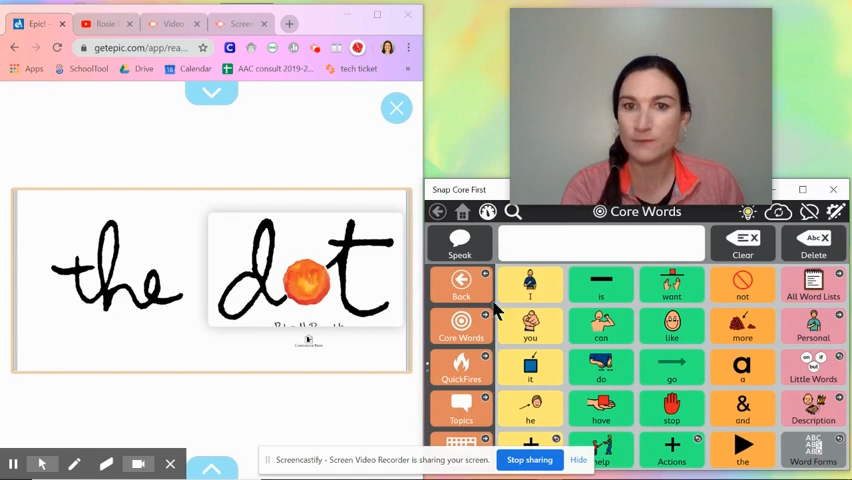 Epic! -
Rosie
Video
Screen
getepic.com/app/rea...
Apps
SchoolTool
Drive
Calendar
AAC consult 2019-2...
tech ticket
»
the dot
Snap Core First
Core Words
Speak
Clear
Delete
Back
I
is
want
not
All Word Lists
Core Words
you
can
like
more
Personal
QuickFires
it
do
go
a
a
Little Words
Topics
he
have
stop
&
and
Description
help
Actions
the
Word Forms
Screencastify - Screen Video Recorder is sharing your screen.
Stop sharing
Hide